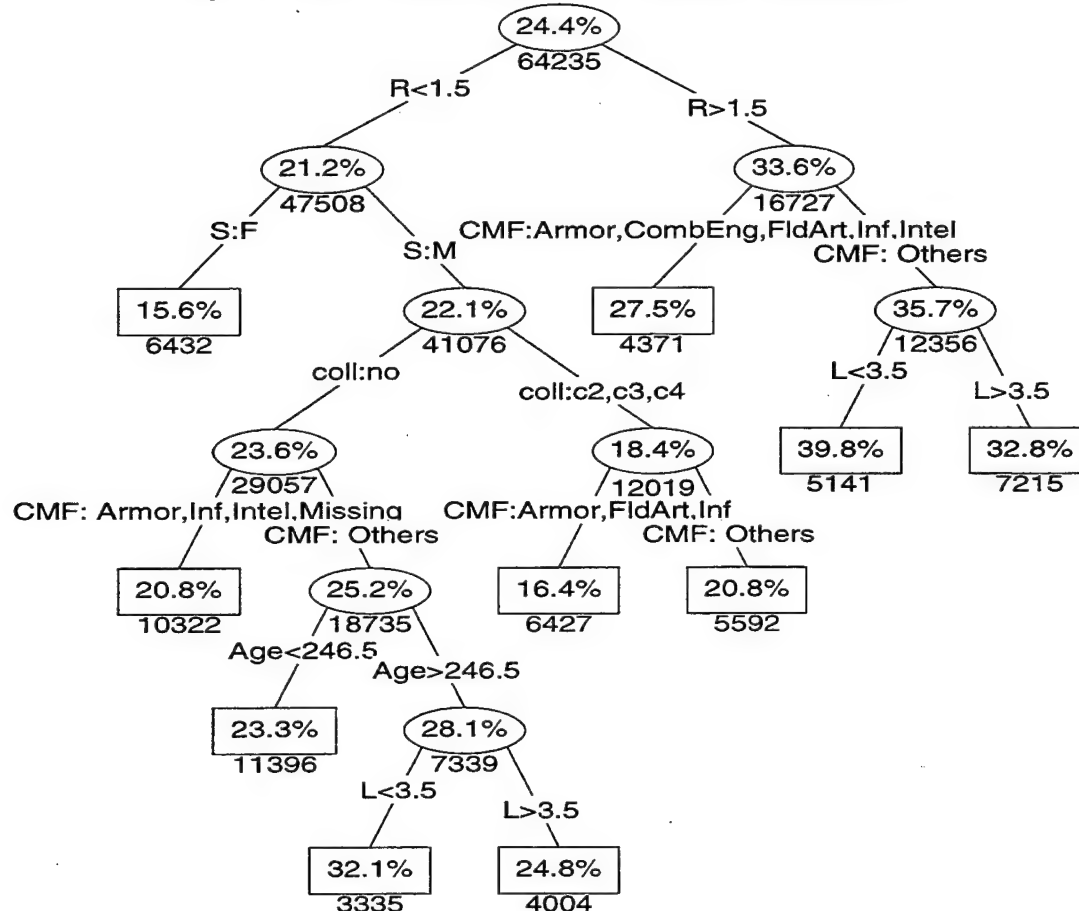 24.4%
64235
R<1.5
R>1.5
21.2%
47508
33.6%
16727
S:F
S:M
CMF:Armor,CombEng,FldArt,Inf,Intel
CMF: Others
15.6%
6432
22.1%
41076
27.5%
4371
35.7%
12356
coll:no
coll:c2,c3,c4
L<3.5
L>3.5
23.6%
29057
18.4%
12019
39.8%
5141
32.8%
7215
CMF: Armor,Inf,Intel,Missing
CMF: Others
CMF:Armor,FldArt,Inf
CMF: Others
20.8%
10322
25.2%
18735
16.4%
6427
20.8%
5592
Age<246.5
Age>246.5
23.3%
11396
28.1%
7339
L<3.5
L>3.5
32.1%
3335
24.8%
4004